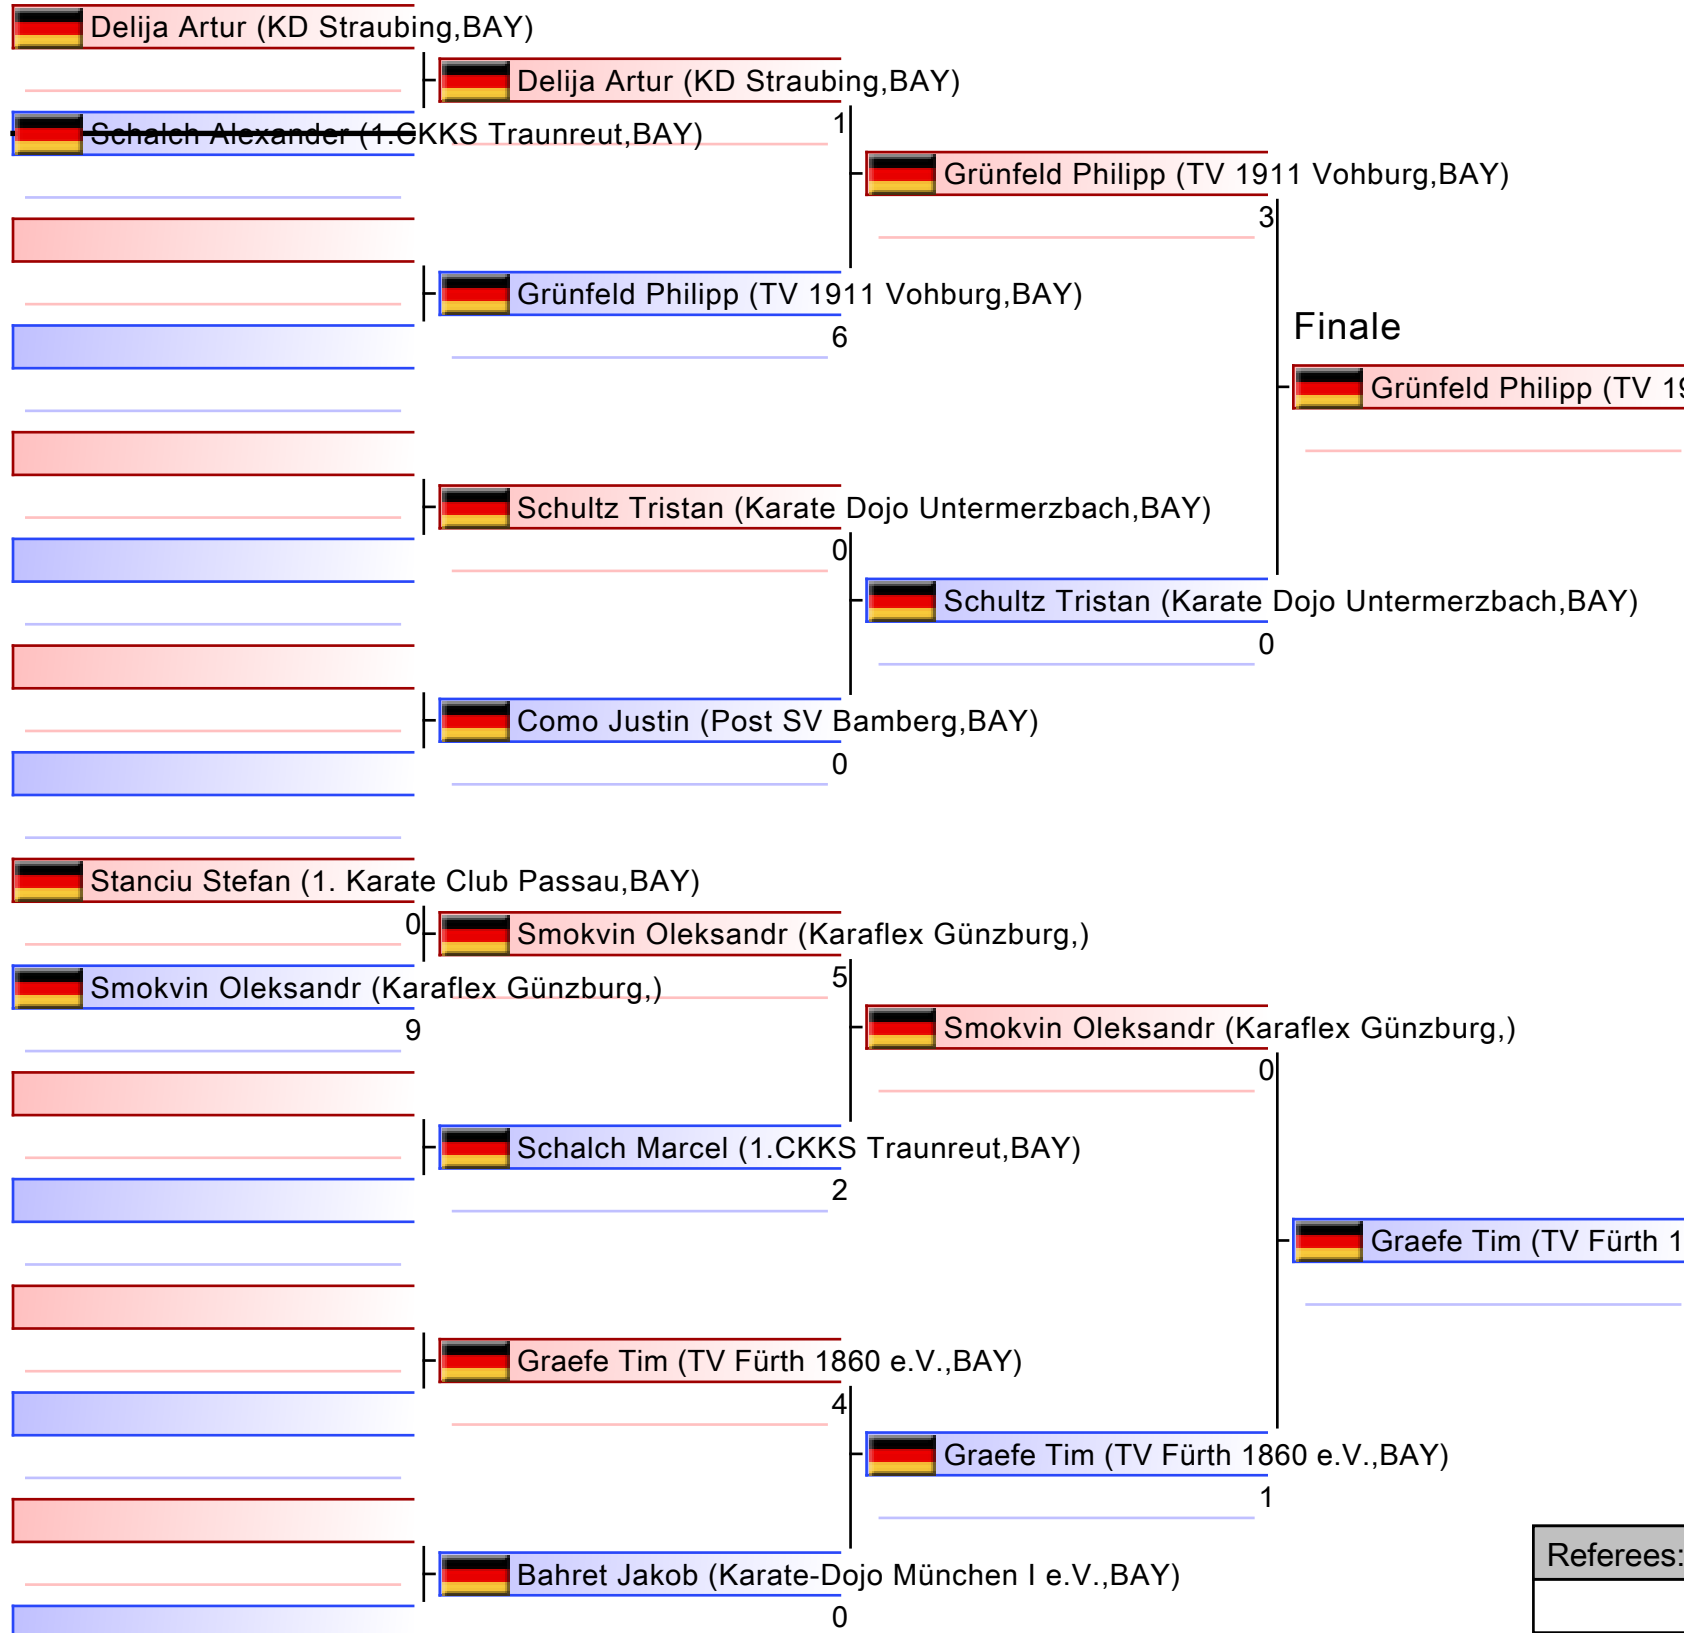 Delija Artur (KD Straubing,BAY)
Delija Artur (KD Straubing,BAY)
1
Schalch Alexander (1.CKKS Traunreut,BAY)
Grünfeld Philipp (TV 1911 Vohburg,BAY)
3
Grünfeld Philipp (TV 1911 Vohburg,BAY)
6
Finale
Grünfeld Philipp (TV 19
Schultz Tristan (Karate Dojo Untermerzbach,BAY)
0
Schultz Tristan (Karate Dojo Untermerzbach,BAY)
0
Como Justin (Post SV Bamberg,BAY)
0
Stanciu Stefan (1. Karate Club Passau,BAY)
0
Smokvin Oleksandr (Karaflex Günzburg,)
5
Smokvin Oleksandr (Karaflex Günzburg,)
9
Smokvin Oleksandr (Karaflex Günzburg,)
0
Schalch Marcel (1.CKKS Traunreut,BAY)
2
Graefe Tim (TV Fürth 1
Graefe Tim (TV Fürth 1860 e.V.,BAY)
4
Graefe Tim (TV Fürth 1860 e.V.,BAY)
1
Referees:
Bahret Jakob (Karate-Dojo München I e.V.,BAY)
0